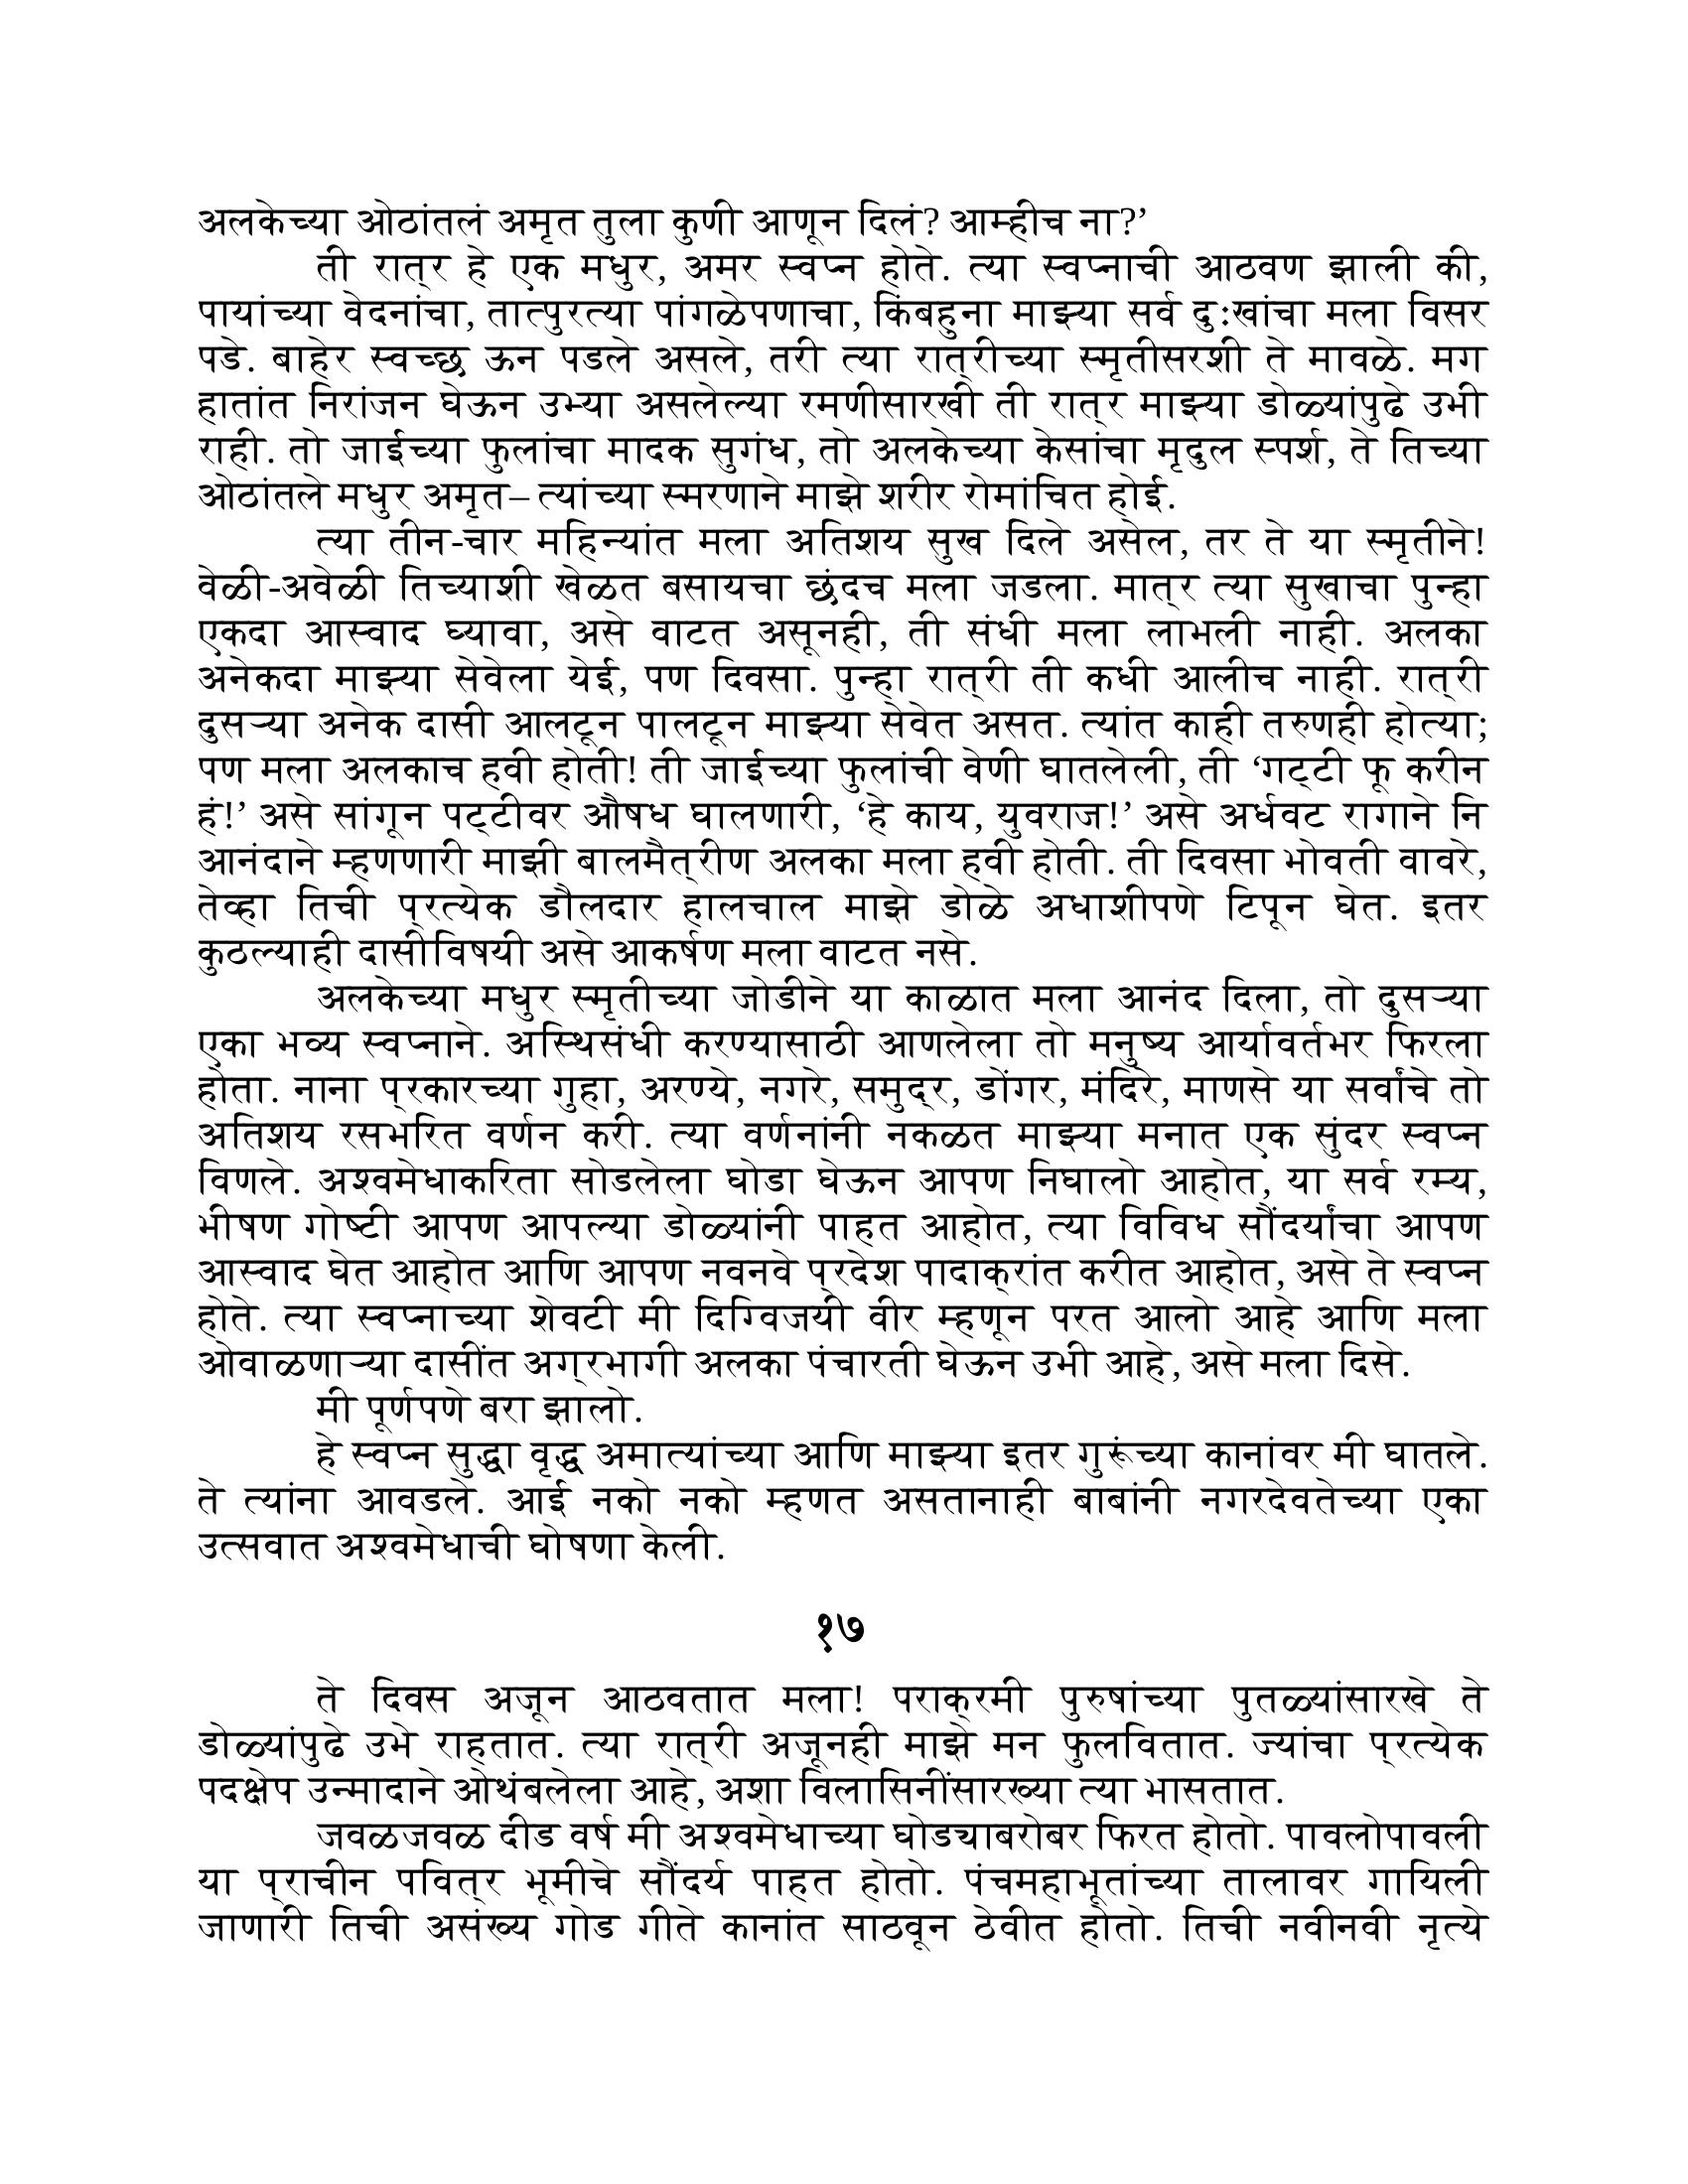 अलकेच्या ओठांतलं अमृत तुला कुणी आणून दिलं? आम्हीच ना?’
ती रात्र हे एक मधुर, अमर स्वप्न होते. त्या स्वप्नाची आठवण झाली की,
पायांच्या वेदनांचा, तात्पुरत्या पांगळेपणाचा, किंबहुना माझ्या सर्व दुःखांचा मला विसर
पडे. बाहेर स्वच्छ ऊन पडले असले, तरी त्या रात्रीच्या स्मृतीसरशी ते मावळे. मग
हातांत निरांजन घेऊन उभ्या असलेल्या रमणीसारखी ती रात्र माझ्या डोळ्यांपुढे उभी
राही. तो जाईच्या फुलांचा मादक सुगंध, तो अलकेच्या केसांचा मृदुल स्पर्श, ते तिच्या
ओठांतले मधुर अमृत– त्यांच्या स्मरणाने माझे शरीर रोमांचित होई.
त्या तीन-चार महिन्यांत मला अतिशय सुख दिले असेल, तर ते या स्मृतीने!
वेळी-अवेळी तिच्याशी खेळत बसायचा छंदच मला जडला. मात्र त्या सुखाचा पुन्हा
एकदा आस्वाद घ्यावा, असे वाटत असूनही, ती संधी मला लाभली नाही. अलका
अनेकदा माझ्या सेवेला येई, पण दिवसा. पुन्हा रात्री ती कधी आलीच नाही. रात्री
दुसऱ्या अनेक दासी आलटून पालटून माझ्या सेवेत असत. त्यांत काही तरुणही होत्या;
पण मला अलकाच हवी होती! ती जाईच्या फुलांची वेणी घातलेली, ती ‘गट्टी फू करीन
हं!’ असे सांगून पट्टीवर औषध घालणारी, ‘हे काय, युवराज!’ असे अर्धवट रागाने नि
आनंदाने म्हणणारी माझी बालमैत्रीण अलका मला हवी होती. ती दिवसा भोवती वावरे,
तेव्हा तिची प्रत्येक डौलदार हालचाल माझे डोळे अधाशीपणे टिपून घेत. इतर
कुठल्याही दासीविषयी असे आकर्षण मला वाटत नसे.
अलकेच्या मधुर स्मृतीच्या जोडीने या काळात मला आनंद दिला, तो दुसऱ्या
एका भव्य स्वप्नाने. अस्थिसंधी करण्यासाठी आणलेला तो मनुष्य आर्यावर्तभर फिरला
होता. नाना प्रकारच्या गुहा, अरण्ये, नगरे, समुद्र, डोंगर, मंदिरे, माणसे या सर्वांचे तो
अतिशय रसभरित वर्णन करी. त्या वर्णनांनी नकळत माझ्या मनात एक सुंदर स्वप्न
विणले. अश्वमेधाकरिता सोडलेला घोडा घेऊन आपण निघालो आहोत, या सर्व रम्य,
भीषण गोष्टी आपण आपल्या डोळ्यांनी पाहत आहोत, त्या विविध सौंदर्यांचा आपण
आस्वाद घेत आहोत आणि आपण नवनवे प्रदेश पादाक्रांत करीत आहोत, असे ते स्वप्न
होते. त्या स्वप्नाच्या शेवटी मी दिग्विजयी वीर म्हणून परत आलो आहे आणि मला
ओवाळणाऱ्या दासींत अग्रभागी अलका पंचारती घेऊन उभी आहे, असे मला दिसे.
मी पूर्णपणे बरा झालो.
हे स्वप्न सुद्धा वृद्ध अमात्यांच्या आणि माझ्या इतर गुरूंच्या कानांवर मी घातले.
ते त्यांना आवडले. आई नको नको म्हणत असतानाही बाबांनी नगरदेवतेच्या एका
उत्सवात अश्वमेधाची घोषणा केली.
१७
ते दिवस अजून आठवतात मला! पराक्रमी पुरुषांच्या पुतळ्यांसारखे ते
डोळ्यांपुढे उभे राहतात. त्या रात्री अजूनही माझे मन फुलवितात. ज्यांचा प्रत्येक
पदक्षेप उन्मादाने ओथंबलेला आहे, अशा विलासिनींसारख्या त्या भासतात.
जवळजवळ दीड वर्ष मी अश्वमेधाच्या घोड्याबरोबर फिरत होतो. पावलोपावली
या प्राचीन पवित्र भूमीचे सौंदर्य पाहत होतो. पंचमहाभूतांच्या तालावर गायिली
जाणारी तिची असंख्य गोड गीते कानांत साठवून ठेवीत होतो. तिची नवीनवी नृत्ये